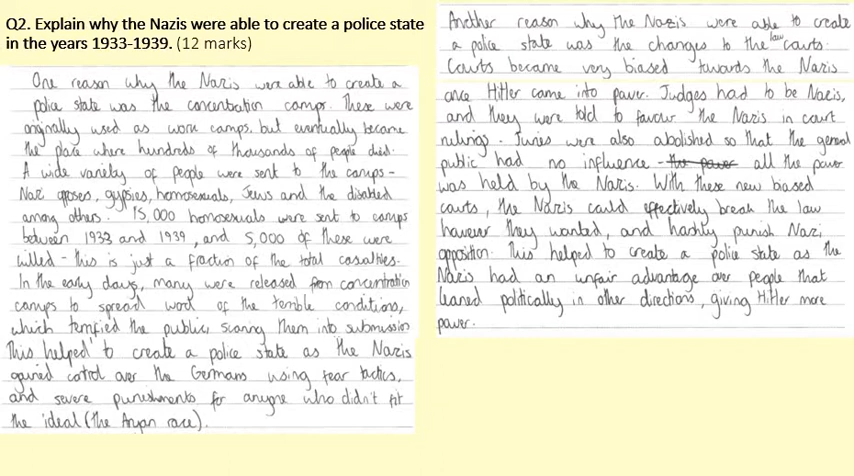 Q2. Explain why the Nazis were able to create a police state
in the years 1933-1939. (12 marks)
One reason why the Nazis were able to create a
police state was the concentration camps. These were
originally used as work camps, but eventually became
the place where hundreds of thousands of people died.
A wide variety of people were sent to the camps -
Nazi opposes, gypsies, homosexuals, Jews and the disabled
among others. 15,000 homosexuals were sent to camps
between 1933 and 1939, and 5,000 of these were
killed - this is just a fraction of the total casualties.
In the early days, many were released from concentration
camps to spread word of the terrible conditions,
which terrified the public, scaring them into submission
This helped to create a police state as the Nazis
gained control over the Germans using fear tactics,
and severe punishments for anyone who didn't fit
the ideal (the Aryan race).
Another reason why the Nazis were able to create
a police state was the changes to the law courts.
Courts became very biased towards the Nazis
once Hitler came into power. Judges had to be Nazis,
and they were told to favour the Nazis in court
rulings. Juries were also abolished so that the general
public had no influence - the power all the power
was held by the Nazis. With these new biased
courts, the Nazis could effectively break the law
however they wanted, and harshly punish Nazi
opposition. This helped to create a police state as the
Nazis had an unfair advantage over people that
leaned politically in other directions, giving Hitler more
power.